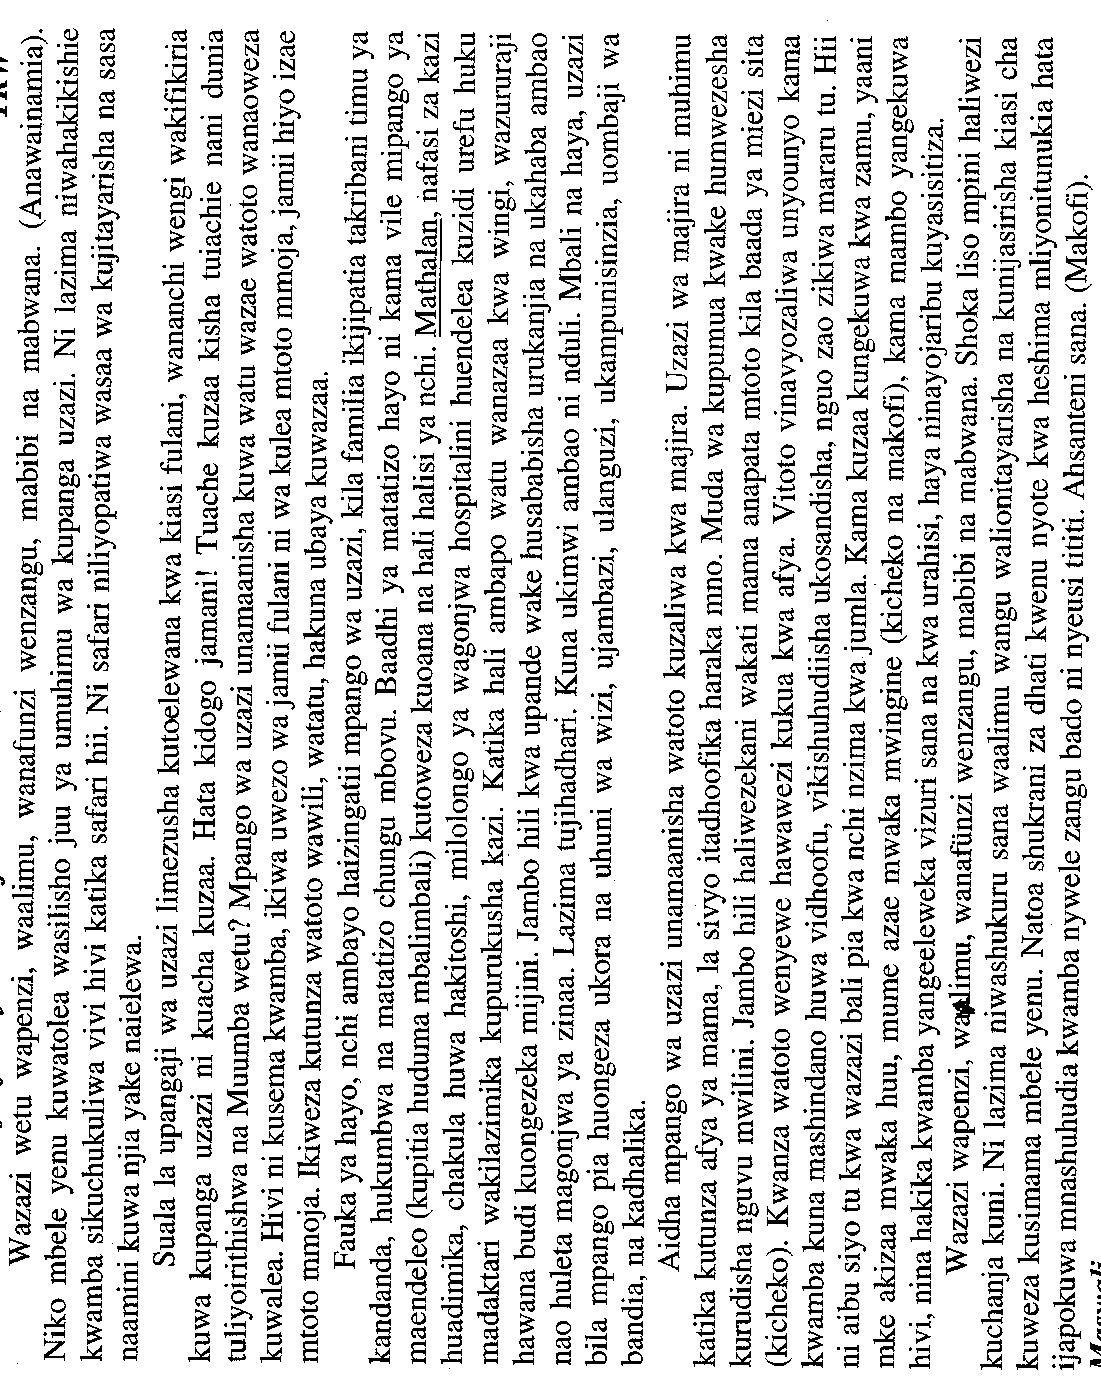 Wazazi wetu wapenzi, waalimu, wanafunzi wenzangu, mabibi na mabwana. (Anawainamia).
Niko mbele yenu kuwatolea wasilisho juu ya umuhimu wa kupanga uzazi. Ni lazima niwahakikishie
kwamba sikuchukuliwa vivi hivi katika safari hii. Ni safari niliyopatiwa wasaa wa kujitayarisha na sasa
naamini kuwa njia yake naielewa.
Suala la upangaji wa uzazi limezusha kutoelewana kwa kiasi fulani, wananchi wengi wakifikiria
kuwa kupanga uzazi ni kuacha kuzaa. Hata kidogo jamani! Tuache kuzaa kisha tuiachie nani dunia
tuliyoirithishwa na Muumba wetu? Mpango wa uzazi unamaanisha kuwa watu wazae watoto wanaoweza
kuwalea. Hivi ni kusema kwamba, ikiwa uwezo wa jamii fulani ni wa kulea mtoto mmoja, jamii hiyo izae
mtoto mmoja. Ikiweza kutunza watoto wawili, watatu, hakuna ubaya kuwazaa.
Fauka ya hayo, nchi ambayo haizingatii mpango wa uzazi, kila familia ikijipatia takribani timu ya
kandanda, hukumbwa na matatizo chungu mbovu. Baadhi ya matatizo hayo ni kama vile mipango ya
maendeleo (kupitia huduma mbalimbali) kutoweza kuoana na hali halisi ya nchi. Mathalan, nafasi za kazi
huadimika, chakula huwa hakitoshi, milolongo ya wagonjwa hospitalini huendelea kuzidi urefu huku
madaktari wakilazimika kupurukusha kazi. Katika hali ambapo watu wanazaa kwa wingi, wazururaji
hawana budi kuongezeka mijini. Jambo hili kwa upande wake husababisha urukanjia na ukahaba ambao
nao huleta magonjwa ya zinaa. Lazima tujihadhari. Kuna ukimwi ambao ni nduli. Mbali na haya, uzazi
bila mpango pia huongeza ukora na uhuni wa wizi, ujambazi, ulanguzi, ukampunisinzia, uombaji wa
bandia, na kadhalika.
Aidha mpango wa uzazi unamaanisha watoto kuzaliwa kwa majira. Uzazi wa majira ni muhimu
katika kutunza afya ya mama, la sivyo itadhoofika haraka mno. Muda wa kupumua kwake humwezesha
kurudisha nguvu mwilini. Jambo hili haliwezekani wakati mama anapata mtoto kila baada ya miezi sita
(kicheko). Kwanza watoto wenyewe hawawezi kukua kwa afya. Vitoto vinavyozaliwa unyounyo kama
kwamba kuna mashindano huwa vidhoofu, vikishuhudiisha ukosandisha, nguo zao zikiwa mararu tu. Hii
ni aibu siyo tu kwa wazazi bali pia kwa nchi nzima kwa jumla. Kama kuzaa kungekuwa kwa zamu, yaani
mke akizaa mwaka huu, mume azae mwaka mwingine (kicheko na makofi), kama mambo yangekuwa
hivi, nina hakika kwamba yangeeleweka vizuri sana na kwa urahisi, haya ninayojaribu kuyasisitiza.
Wazazi wapenzi, waalimu, wanafunzi wenzangu, mabibi na mabwana. Shoka liso mpini haliwezi
kuchanja kuni. Ni lazima niwashukuru sana waalimu wangu walionitayarisha na kunijasirisha kiasi cha
kuweza kusimama mbele yenu. Natoa shukrani za dhati kwenu nyote kwa heshima mliyonitunukia hata
ijapokuwa mnashuhudia kwamba nywele zangu bado ni nyeusi tititi. Ahsanteni sana. (Makofi).